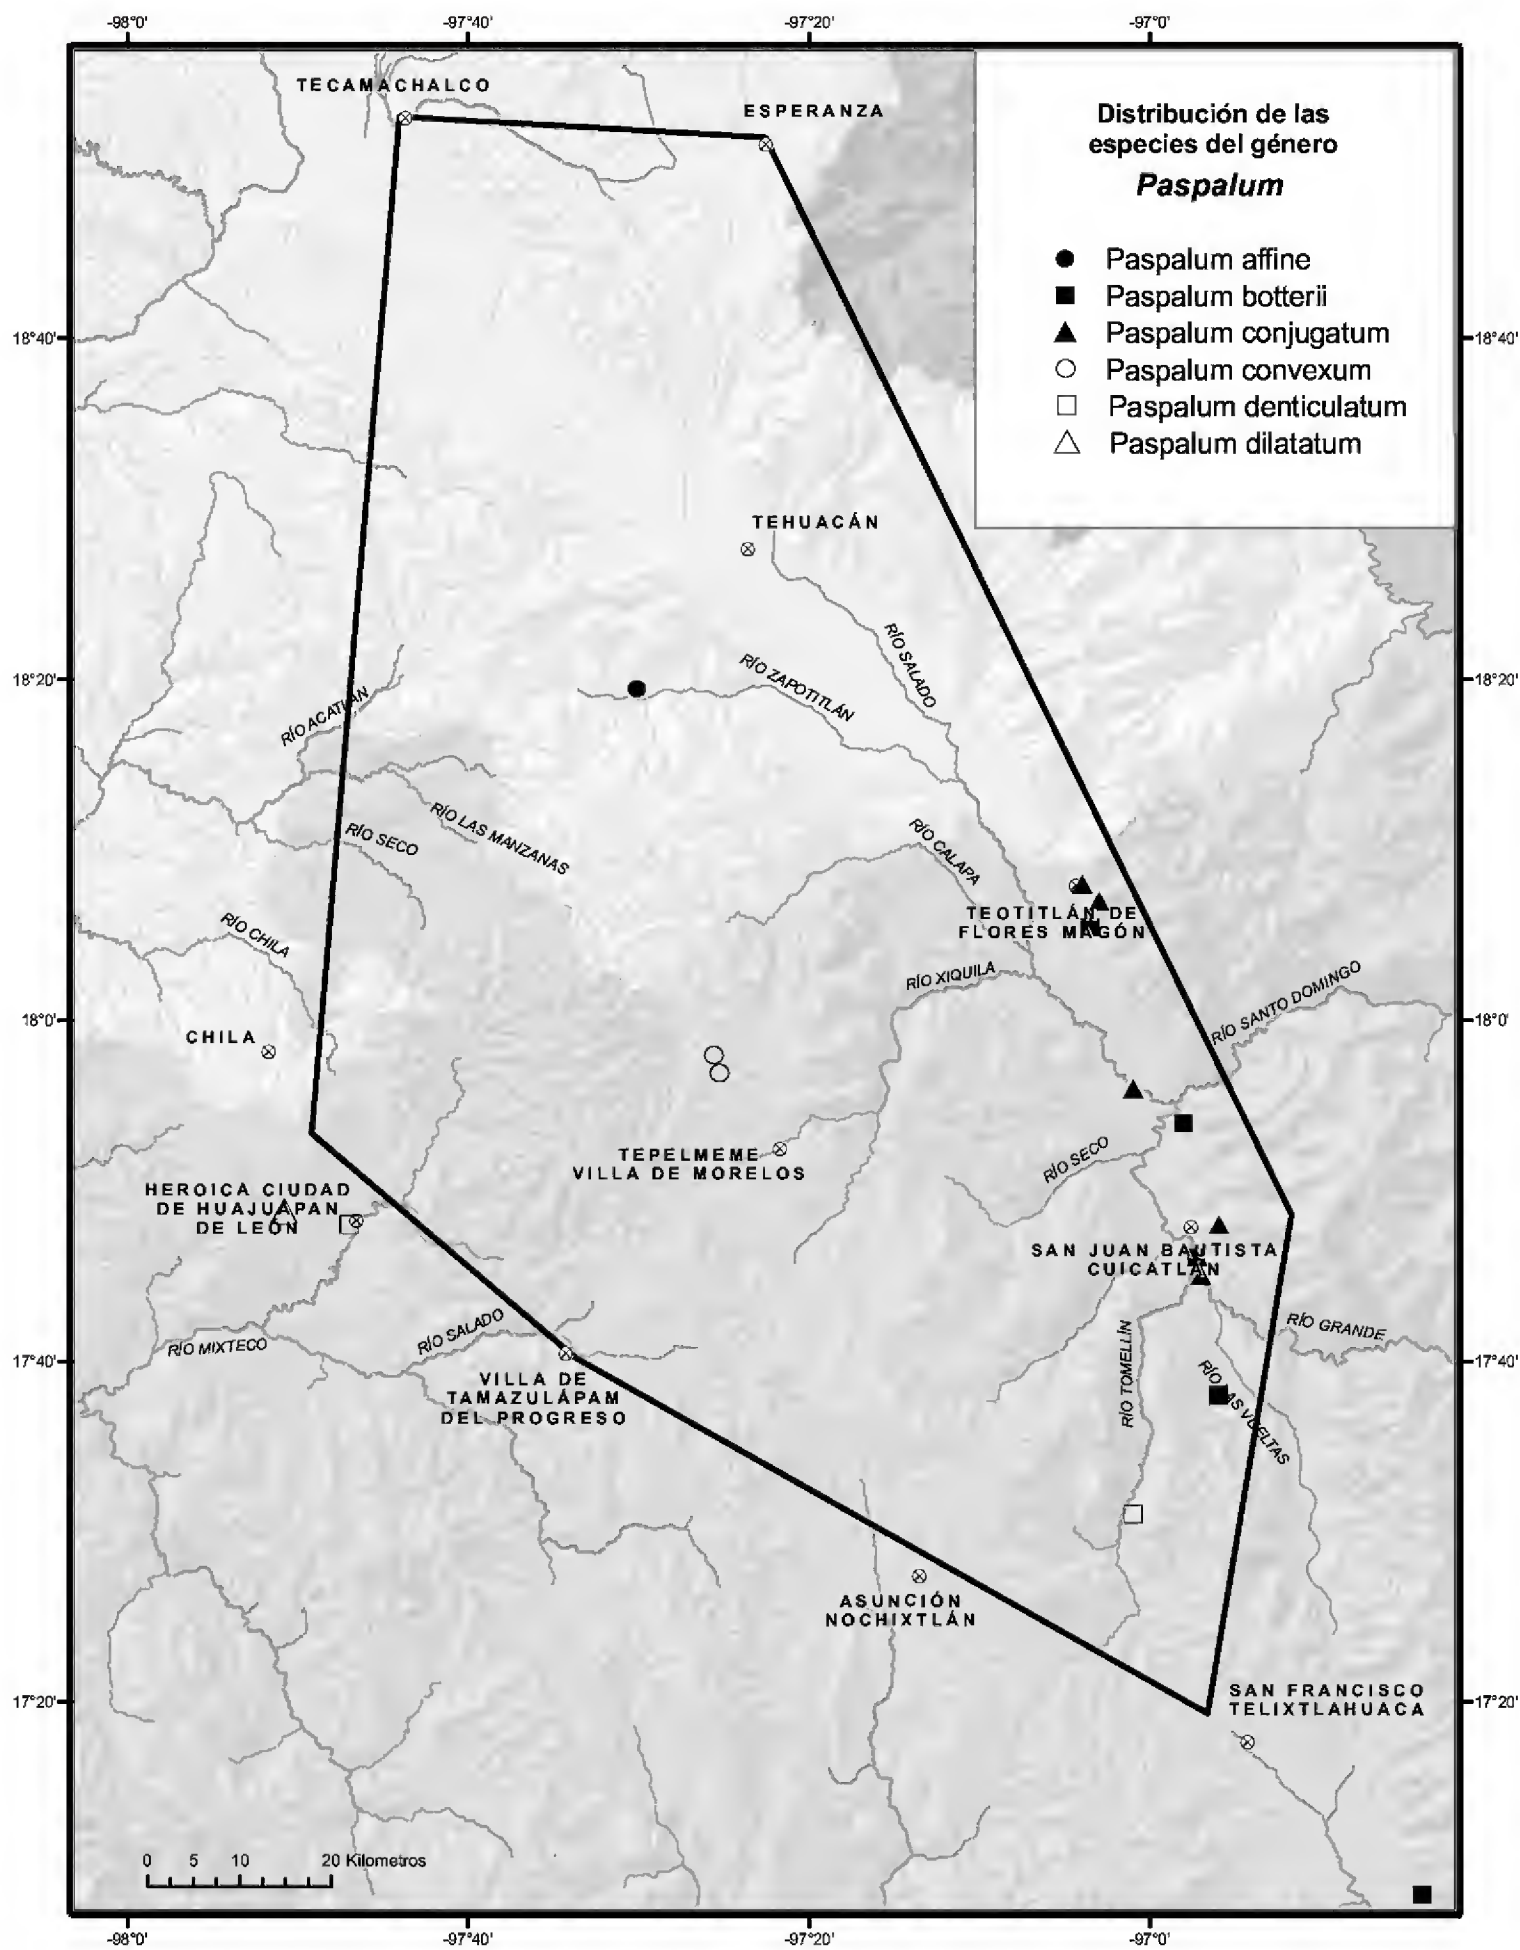 -98°0'
-97°40'
-97°20'
-97°0'
TECAMACHALCO
ESPERANZA
Distribución de las
especies del género
Paspalum
Paspalum affine
Paspalum botterii
Paspalum conjugatum
Paspalum convexum
Paspalum denticulatum
Paspalum dilatatum
18°40'
18°40'
TEHUACÁN
RÍO SALADO
RÍO ZAPOTITLÁN
18°20'
18°20'
RÍO ACATLÁN
RÍO LAS MANZANAS
RÍO SECO
RÍO CALAPA
TEOTITLÁN DE
FLORES MAGÓN
RÍO CHILA
RÍO XIQUILA
RÍO SANTO DOMINGO
18°0'
18°0'
CHILA
TEPELMEME
VILLA DE MORELOS
RÍO SECO
HEROICA CIUDAD
DE HUAJUAPAN
DE LEÓN
SAN JUAN BAUTISTA
CUICATLÁN
RÍO MIXTECO
RÍO SALADO
RÍO GRANDE
RÍO TOMELLÍN
RÍO LAS VUELTAS
17°40'
17°40'
VILLA DE
TAMAZULÁPAM
DEL PROGRESO
ASUNCIÓN
NOCHIXTLÁN
17°20'
17°20'
SAN FRANCISCO
TELIXTLAHUACA
0 5 10 20 Kilometros
-98°0'
-97°40'
-97°20'
-97°0'